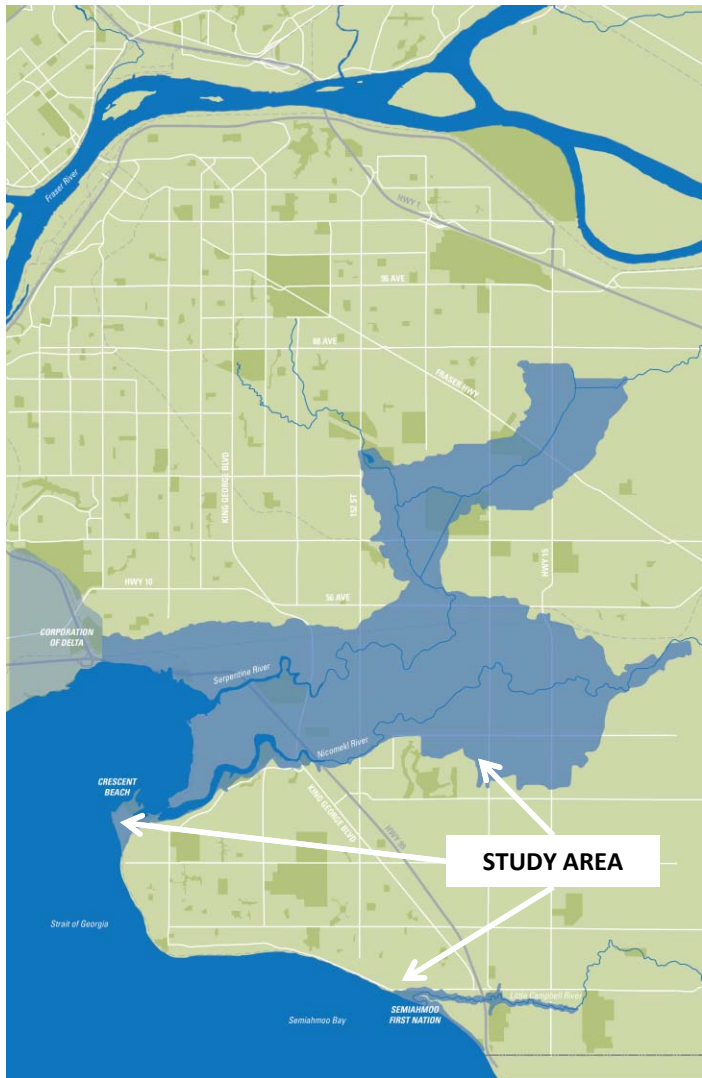 Fraser River
HWY 1
96 AVE
88 AVE
FRASER HWY
KING GEORGE BLVD
152 ST
HWY 15
HWY 10
56 AVE
CORPORATION
OF DELTA
Serpentine River
Nicomekl River
CRESCENT
BEACH
KING GEORGE BLVD
HWY 99
STUDY AREA
Strait of Georgia
Little Campbell River
SEMIAHMOO
FIRST NATION
Semiahmoo Bay